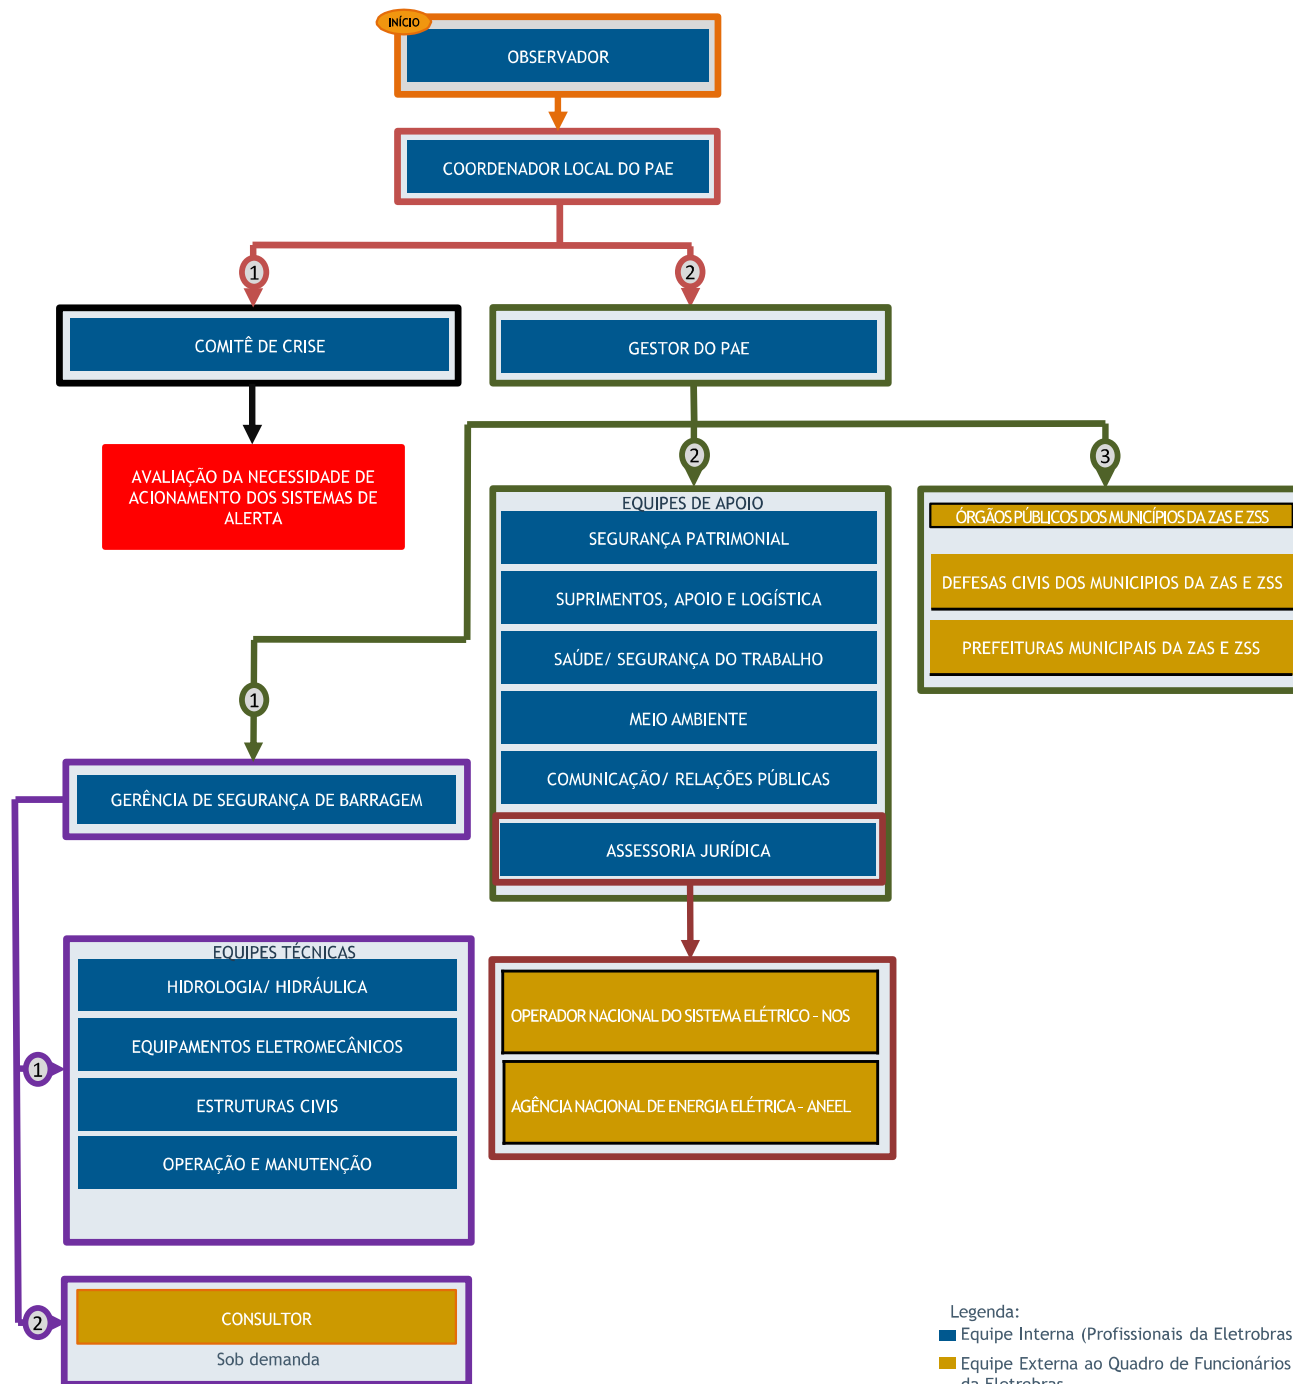 INÍCIO
OBSERVADOR
COORDENADOR LOCAL DO PAE
1
2
COMITÊ DE CRISE
GESTOR DO PAE
AVALIAÇÃO DA NECESSIDADE DE
ACIONAMENTO DOS SISTEMAS DE
ALERTA
2
3
EQUIPES DE APOIO
SEGURANÇA PATRIMONIAL
SUPRIMENTOS, APOIO E LOGÍSTICA
SAÚDE/ SEGURANÇA DO TRABALHO
MEIO AMBIENTE
COMUNICAÇÃO/ RELAÇÕES PÚBLICAS
ASSESSORIA JURÍDICA
ÓRGÃOS PÚBLICOS DOS MUNICÍPIOS DA ZAS E ZSS
DEFESAS CIVIS DOS MUNICIPIOS DA ZAS E ZSS
PREFEITURAS MUNICIPAIS DA ZAS E ZSS
1
GERÊNCIA DE SEGURANÇA DE BARRAGEM
EQUIPES TÉCNICAS
HIDROLOGIA/ HIDRÁULICA
EQUIPAMENTOS ELETROMECÂNICOS
ESTRUTURAS CIVIS
OPERAÇÃO E MANUTENÇÃO
1
OPERADOR NACIONAL DO SISTEMA ELÉTRICO – NOS
AGÊNCIA NACIONAL DE ENERGIA ELÉTRICA – ANEEL
2
CONSULTOR
Sob demanda
Legenda:
Equipe Interna (Profissionais da Eletrobras
Equipe Externa ao Quadro de Funcionários
da Eletrobras